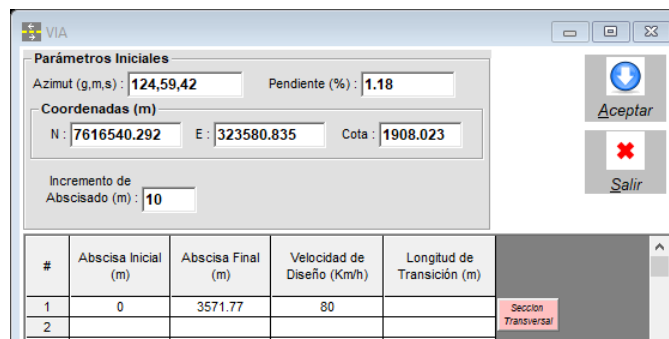 VIA
Parámetros Iniciales
Azimut (g,m,s) : 124,59,42 Pendiente (%) : 1.18
Coordenadas (m)
N : 7616540.292 E : 323580.835 Cota : 1908.023
Incremento de
Abscisado (m) : 10
Aceptar
Salir
# Abscisa Inicial (m) Abscisa Final (m) Velocidad de Diseño (Km/h) Longitud de Transición (m)
1 0 3571.77 80
Seccion
Transversal
2